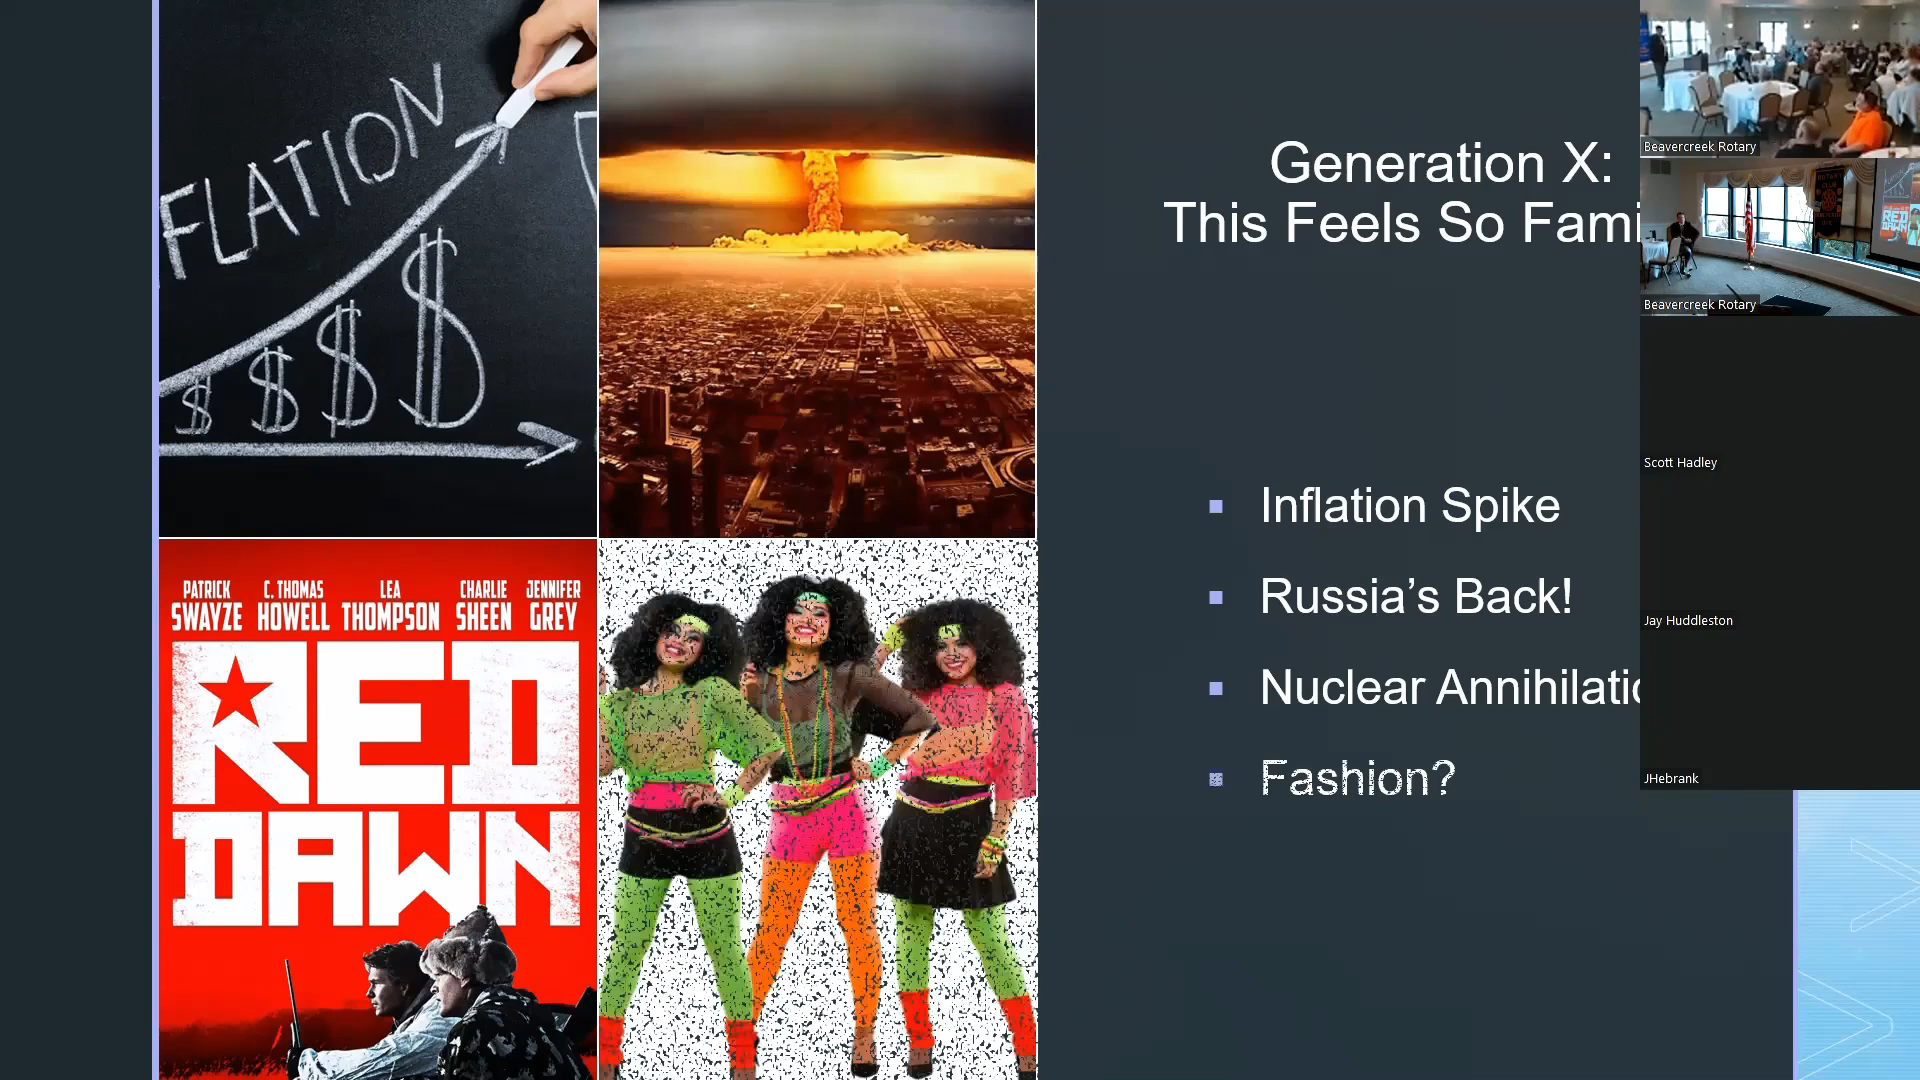 FLATION
$ $ $ $
PATRICK SWAYZE
C. THOMAS HOWELL
LEA THOMPSON
CHARLIE SHEEN
JENNIFER GREY
RED
DAWN
Generation X:
This Feels So Fami
Inflation Spike
Russia’s Back!
Nuclear Annihilatio
Fashion?
Beavercreek Rotary
Beavercreek Rotary
Scott Hadley
Jay Huddleston
JHebrank